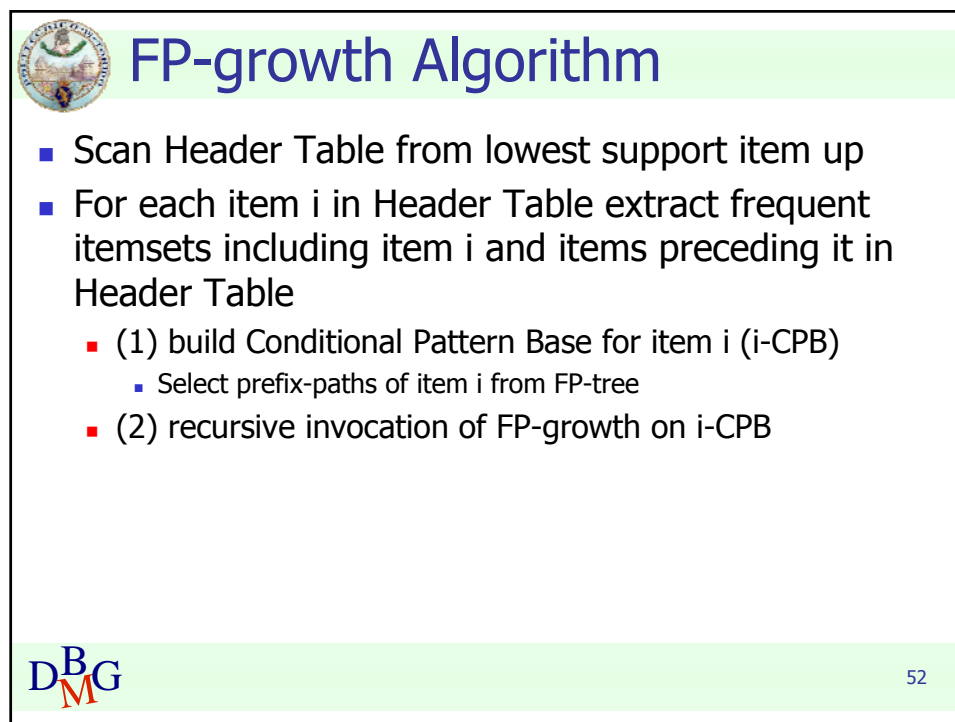 FP-growth Algorithm
Scan Header Table from lowest support item up
For each item i in Header Table extract frequent
itemsets including item i and items preceding it in
Header Table
(1) build Conditional Pattern Base for item i (i-CPB)
Select prefix-paths of item i from FP-tree
(2) recursive invocation of FP-growth on i-CPB
DBMG
52